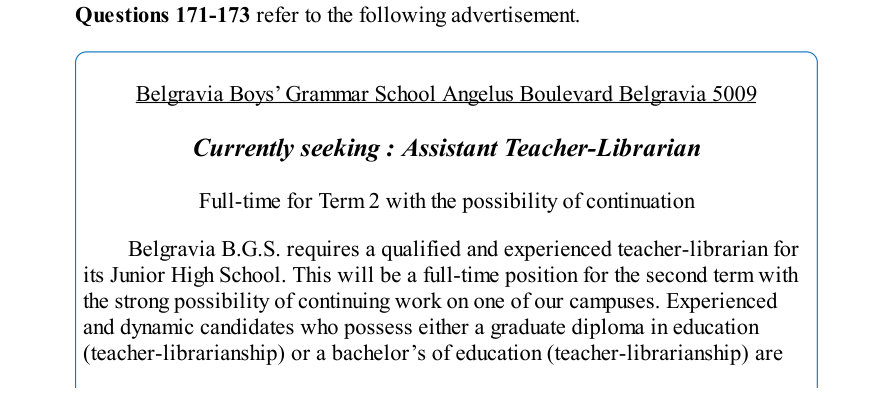 Questions 171-173 refer to the following advertisement.
Belgravia Boys' Grammar School Angelus Boulevard Belgravia 5009
Currently seeking : Assistant Teacher-Librarian
Full-time for Term 2 with the possibility of continuation
Belgravia B.G.S. requires a qualified and experienced teacher-librarian for
its Junior High School. This will be a full-time position for the second term with
the strong possibility of continuing work on one of our campuses. Experienced
and dynamic candidates who possess either a graduate diploma in education
(teacher-librarianship) or a bachelor's of education (teacher-librarianship) are